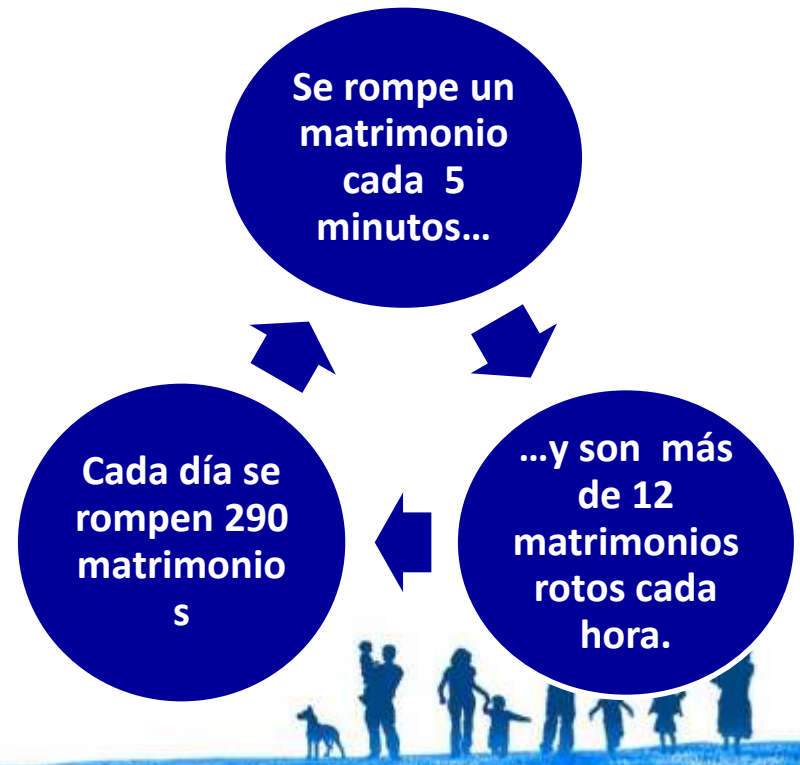 Se rompe un
matrimonio
cada 5
minutos…
…y son más
de 12
matrimonios
rotos cada
hora.
Cada día se
rompen 290
matrimonio
s